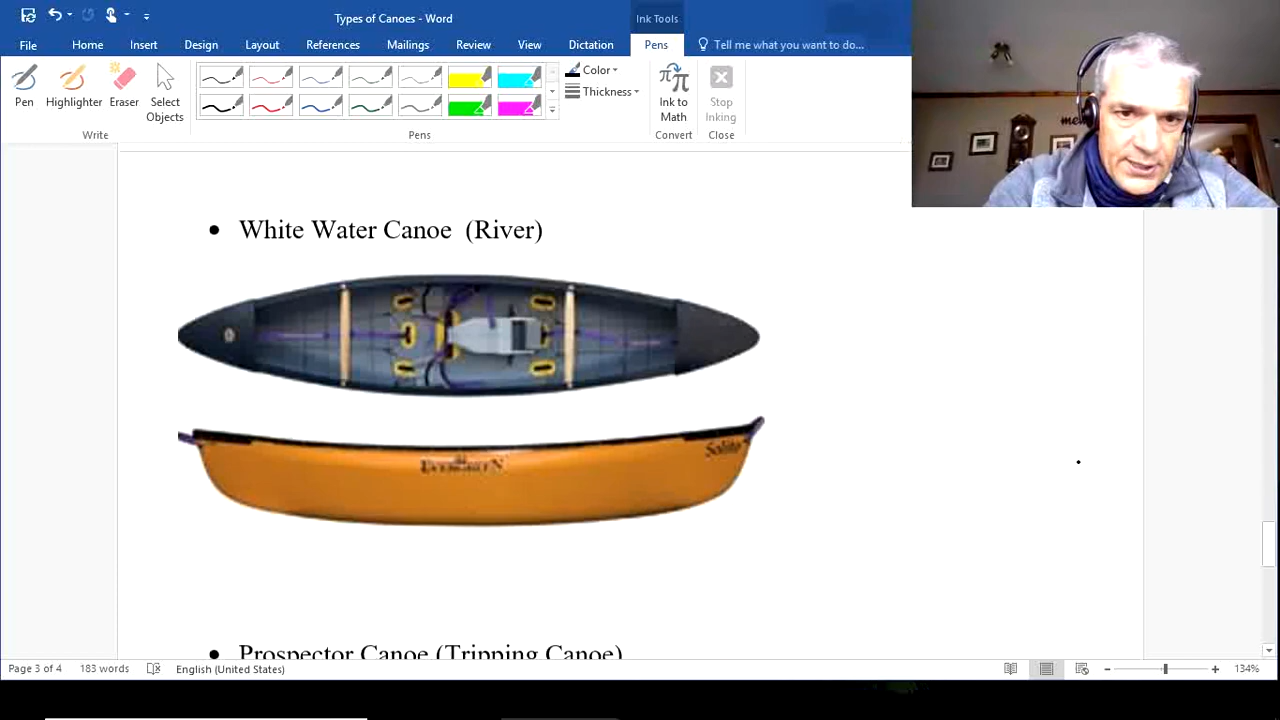 Types of Canoes - Word
Ink Tools
File Home Insert Design Layout References Mailings Review View Dictation Pens Tell me what you want to do...
Pen Highlighter Eraser Select Objects
Color
Thickness
Ink to Math
Stop Inking
Write Pens Convert Close
White Water Canoe (River)
EVERGREEN
Solite
Prospector Canoe (Tripping Canoe)
Page 3 of 4 183 words English (United States) 134%